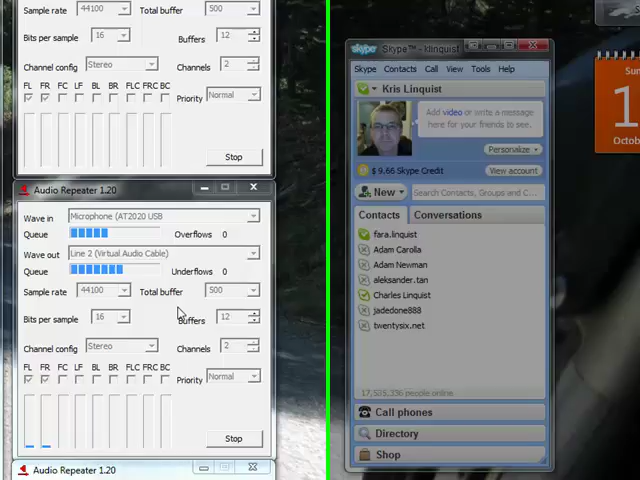 Sample rate 44100 Total buffer 500
Bits per sample 16 Buffers 12
Channel config Stereo Channels 2
FL FR FC LF BL BR FLC FRC BC
Priority Normal
Stop
Audio Repeater 1.20
Wave in Microphone (AT2020 USB
Queue Overflows 0
Wave out Line 2 (Virtual Audio Cable)
Queue Underflows 0
Sample rate 44100 Total buffer 500
Bits per sample 16 Buffers 12
Channel config Stereo Channels 2
FL FR FC LF BL BR FLC FRC BC
Priority Normal
Stop
Audio Repeater 1.20
skype Skype™ - klinquist
Skype Contacts Call View Tools Help
Kris Linquist
Add video or write a message
here for your friends to see.
Personalize
$ 9.66 Skype Credit View account
New Search Contacts, Groups and C
Contacts Conversations
fara.linquist
Adam Carolla
Adam Newman
aleksander.tan
Charles Linquist
jadedone888
twentysix.net
people online
Call phones
Directory
Shop
Sun
1
Octob